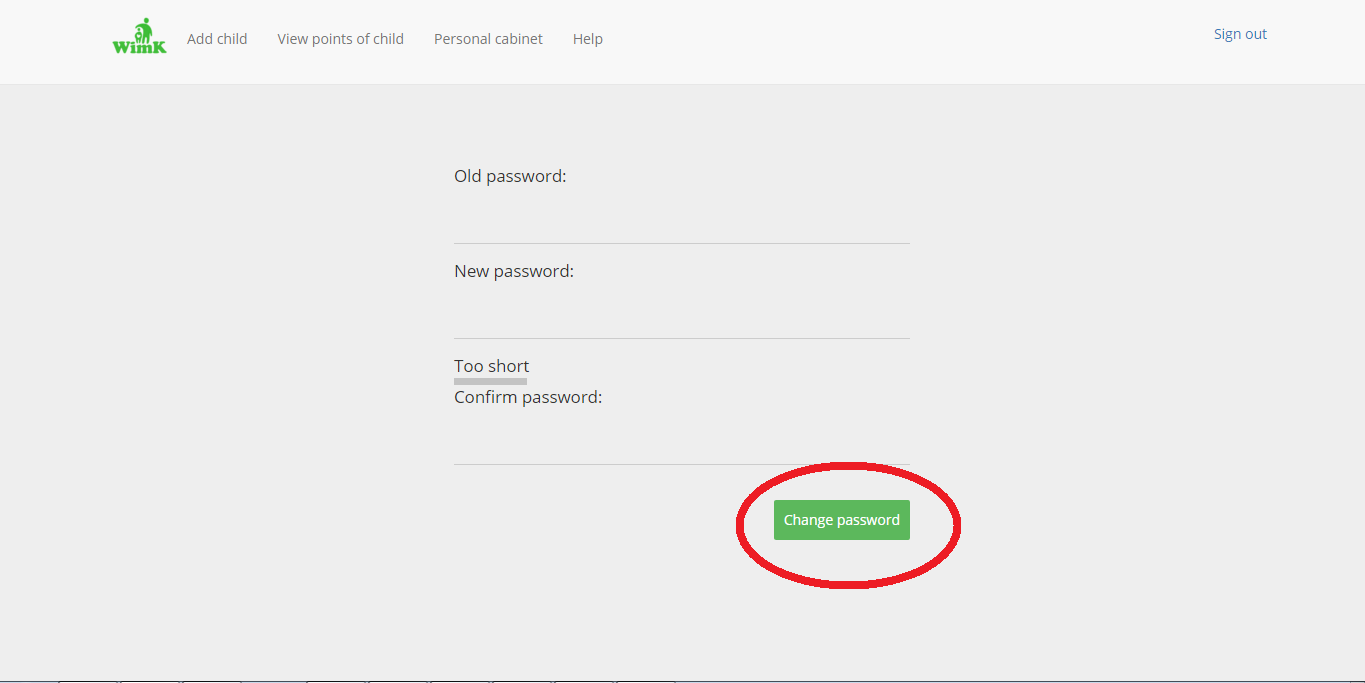 WimK
Add child
View points of child
Personal cabinet
Help
Sign out
Old password:
New password:
Too short
Confirm password:
Change password